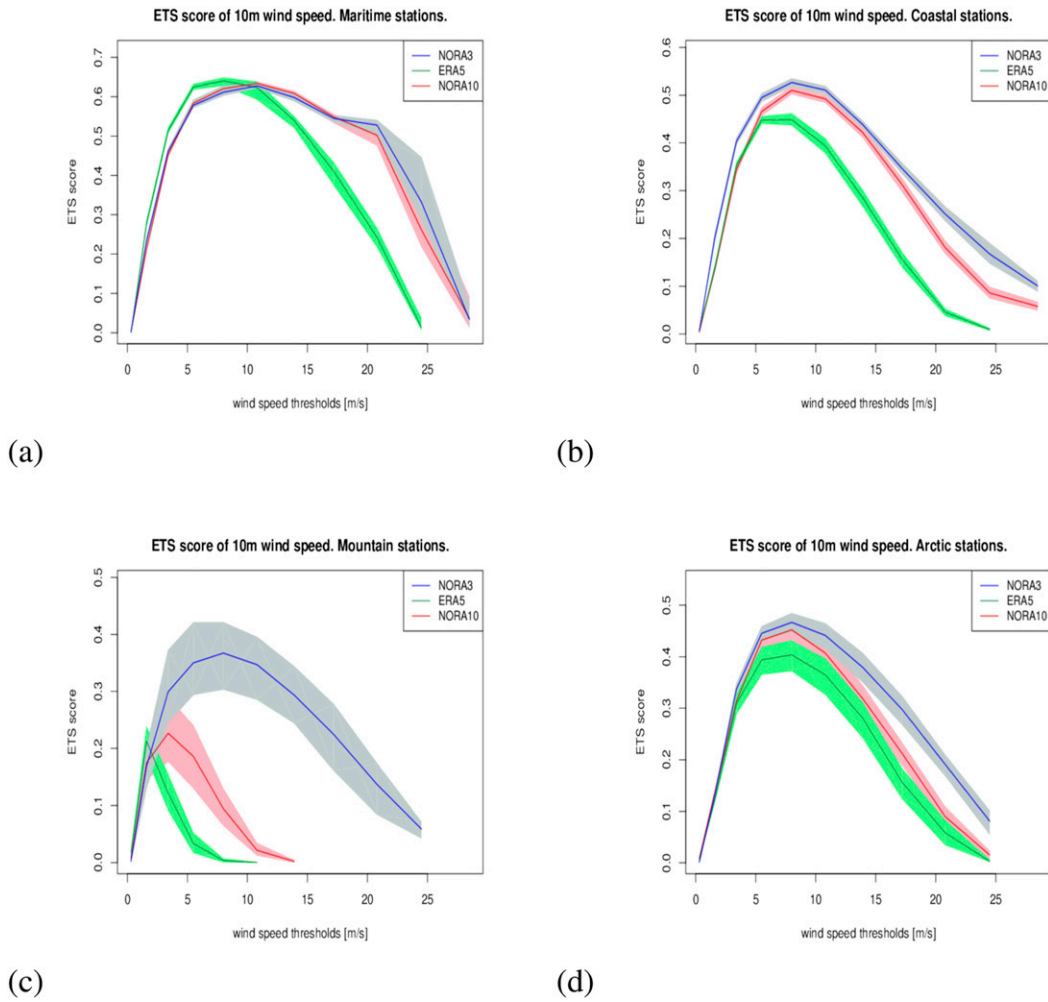 ETS score of 10m wind speed. Maritime stations.
NORA3
ERA5
NORA10
ETS score
0.0 0.1 0.2 0.3 0.4 0.5 0.6 0.7
0 5 10 15 20 25
wind speed thresholds [m/s]
(a)
ETS score of 10m wind speed. Coastal stations.
NORA3
ERA5
NORA10
ETS score
0.0 0.1 0.2 0.3 0.4 0.5 0.6
0 5 10 15 20 25
wind speed thresholds [m/s]
(b)
ETS score of 10m wind speed. Mountain stations.
NORA3
ERA5
NORA10
ETS score
0.0 0.1 0.2 0.3 0.4 0.5
0 5 10 15 20 25
wind speed thresholds [m/s]
(c)
ETS score of 10m wind speed. Arctic stations.
NORA3
ERA5
NORA10
ETS score
0.0 0.1 0.2 0.3 0.4 0.5
0 5 10 15 20 25
wind speed thresholds [m/s]
(d)